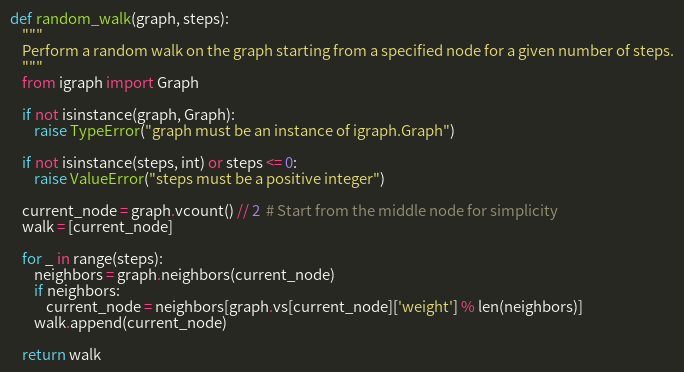 def random_walk(graph, steps):
    """
    Perform a random walk on the graph starting from a specified node for a given number of steps.
    """
    from igraph import Graph

    if not isinstance(graph, Graph):
        raise TypeError("graph must be an instance of igraph.Graph")

    if not isinstance(steps, int) or steps <= 0:
        raise ValueError("steps must be a positive integer")

    current_node = graph.vcount() // 2  # Start from the middle node for simplicity
    walk = [current_node]

    for _ in range(steps):
        neighbors = graph.neighbors(current_node)
        if neighbors:
            current_node = neighbors[graph.vs[current_node]['weight'] % len(neighbors)]
        walk.append(current_node)

    return walk